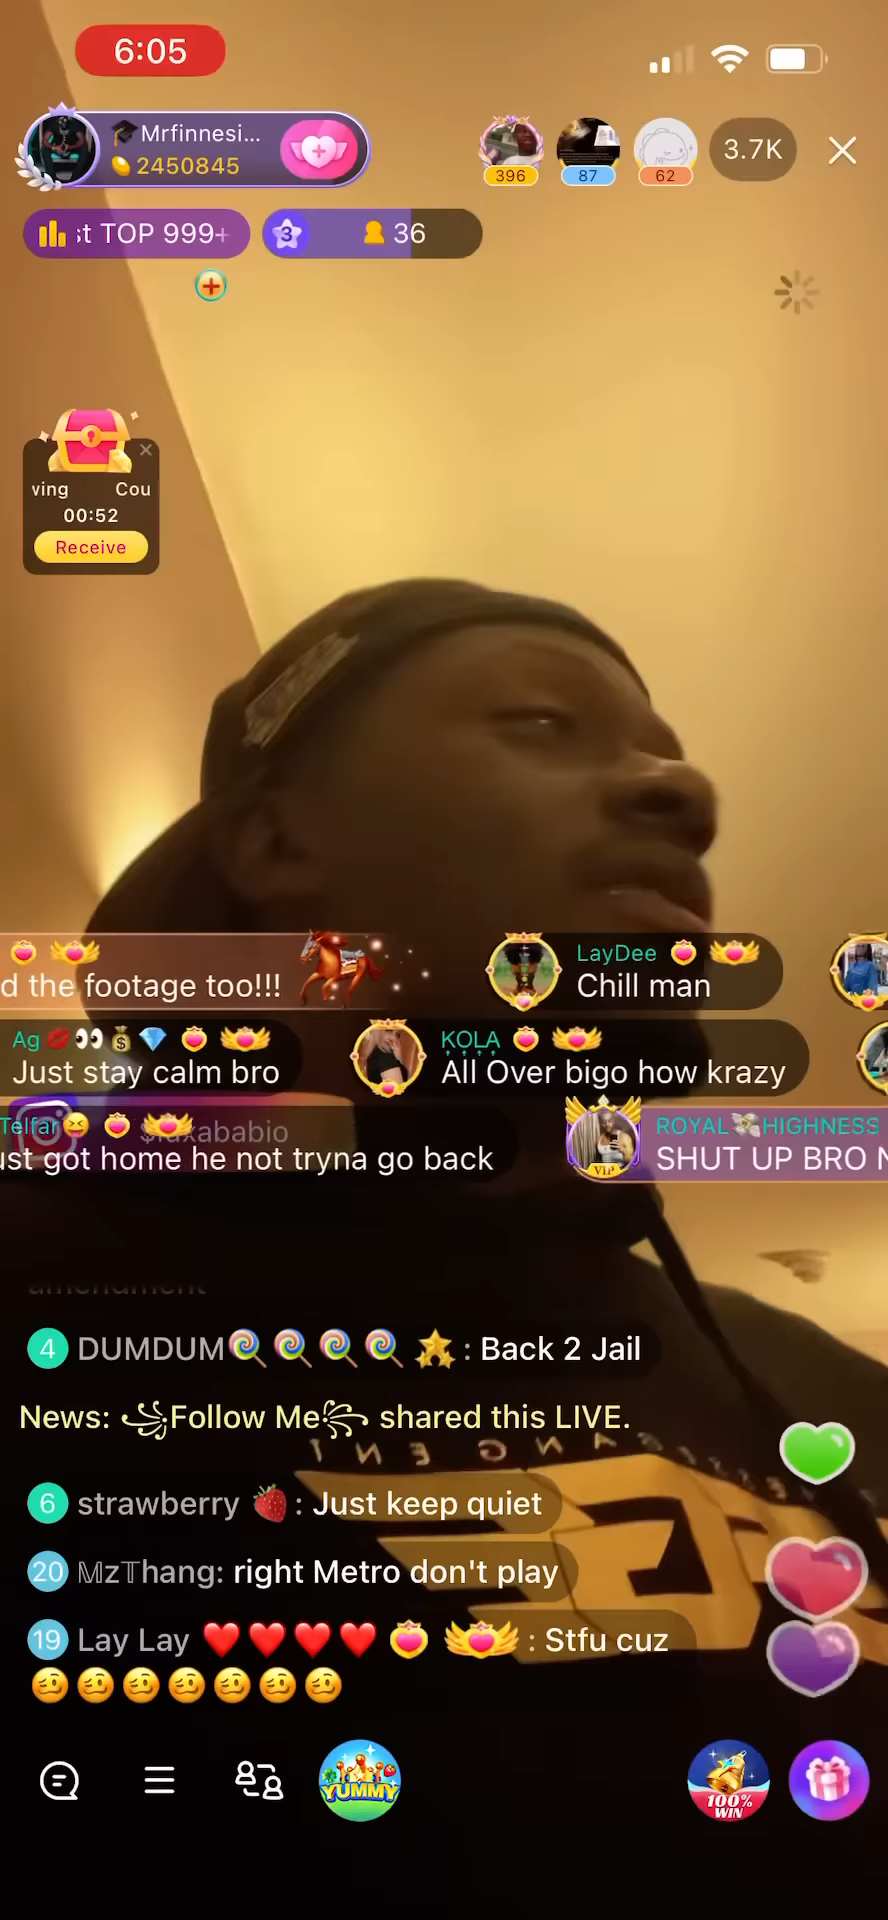 6:05
Mrfinnesi...
2450845
396
87
62
3.7K
st TOP 999+
3
36
ving Cou
00:52
Receive
d the footage too!!!
LayDee
Chill man
Ag
Just stay calm bro
KOLA
All Over bigo how krazy
Telfar
ust got home he not tryna go back
VIP
ROYAL HIGHNESS
SHUT UP BRO N
amendment
4 DUMDUM : Back 2 Jail
News: Follow Me shared this LIVE.
6 strawberry : Just keep quiet
20 MzThang: right Metro don't play
19 Lay Lay : Stfu cuz
YUMMY
100%
WIN